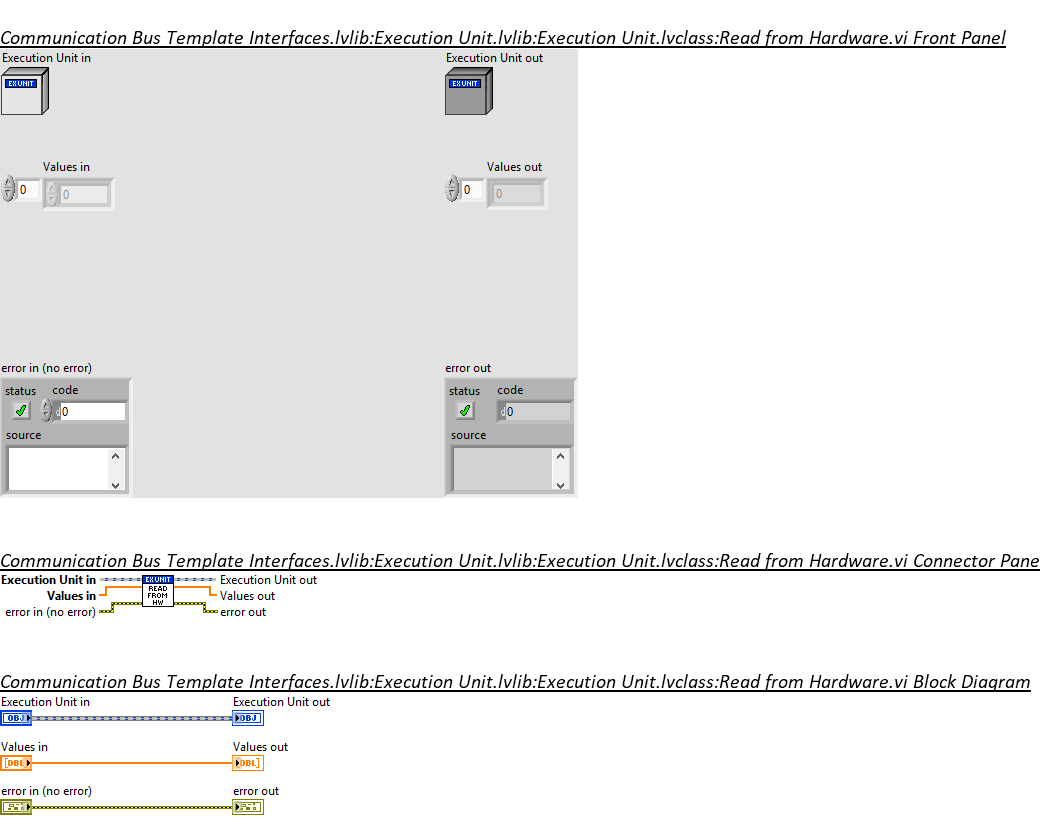 Communication Bus Template Interfaces.lvlib:Execution Unit.lvlib:Execution Unit.lvclass:Read from Hardware.vi Front Panel
Execution Unit in Execution Unit out
EX UNIT EX UNIT
Values in Values out
0 0 0 0
error in (no error) error out
status code status code
d 0 d 0
source source
Communication Bus Template Interfaces.lvlib:Execution Unit.lvlib:Execution Unit.lvclass:Read from Hardware.vi Connector Pane
Execution Unit in EX UNIT Execution Unit out
Values in READ FROM HW Values out
error in (no error) error out
Communication Bus Template Interfaces.lvlib:Execution Unit.lvlib:Execution Unit.lvclass:Read from Hardware.vi Block Diagram
Execution Unit in Execution Unit out
OBJ OBJ
Values in Values out
[DBL] [DBL]
error in (no error) error out